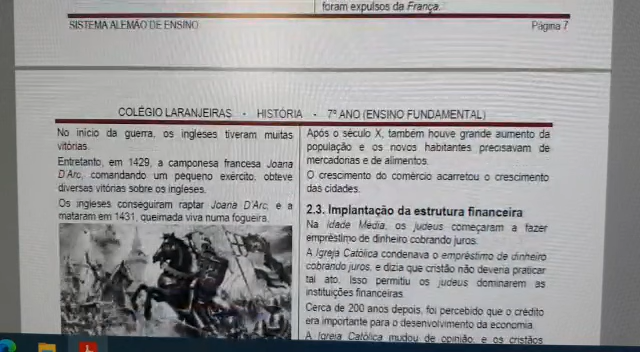 foram expulsos da França.
SISTEMA ALEMÃO DE ENSINO
Página 7
COLÉGIO LARANJEIRAS - HISTÓRIA - 7º ANO (ENSINO FUNDAMENTAL)
No início da guerra, os ingleses tiveram muitas
vitórias.
Entretanto, em 1429, a camponesa francesa Joana
D'Arc, comandando um pequeno exército, obteve
diversas vitórias sobre os ingleses.
Os ingleses conseguiram raptar Joana D'Arc, e a
mataram em 1431, queimada viva numa fogueira.
Após o século X, também houve grande aumento da
população e os novos habitantes precisavam de
mercadorias e de alimentos.
O crescimento do comércio acarretou o crescimento
das cidades.
2.3. Implantação da estrutura financeira
Na Idade Média, os judeus começaram a fazer
empréstimo de dinheiro cobrando juros.
A Igreja Católica condenava o empréstimo de dinheiro
cobrando juros, e dizia que cristão não deveria praticar
tal ato. Isso permitiu os judeus dominarem as
instituições financeiras.
Cerca de 200 anos depois, foi percebido que o crédito
era importante para o desenvolvimento da economia.
A Igreja Católica mudou de opinião, e os cristãos